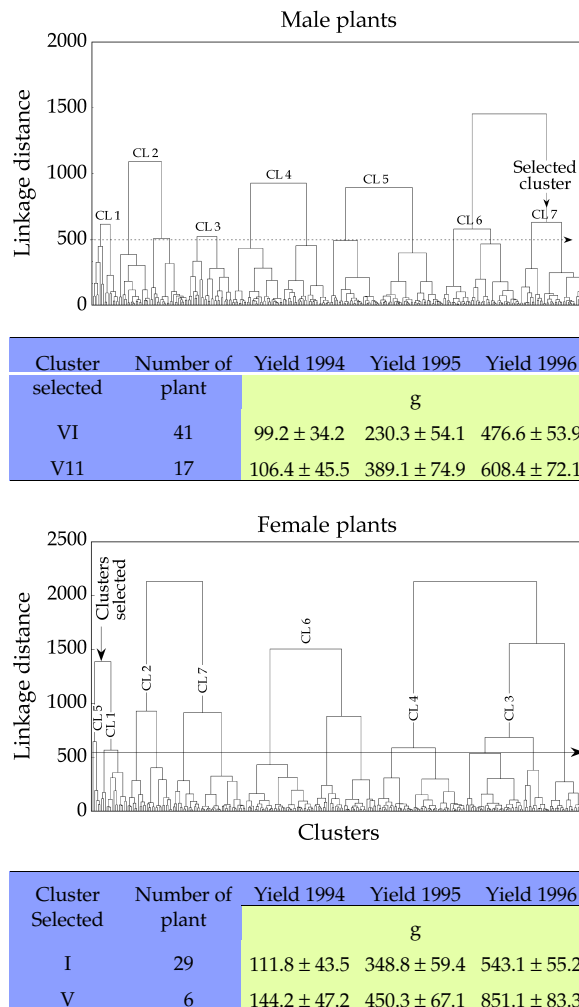 Male plants
Linkage distance
2000
1500
1000
500
0
CL 1
CL 2
CL 3
CL 4
CL 5
CL 6
CL 7
Selected
cluster
Cluster selected Number of plant Yield 1994 Yield 1995 Yield 1996
g
VI 41 99.2 ± 34.2 230.3 ± 54.1 476.6 ± 53.9
V11 17 106.4 ± 45.5 389.1 ± 74.9 608.4 ± 72.1
Female plants
Linkage distance
2500
2000
1500
1000
500
0
Clusters
selected
CL 5
CL 1
CL 2
CL 7
CL 6
CL 4
CL 3
Clusters
Cluster Selected Number of plant Yield 1994 Yield 1995 Yield 1996
g
I 29 111.8 ± 43.5 348.8 ± 59.4 543.1 ± 55.2
V 6 144.2 ± 47.2 450.3 ± 67.1 851.1 ± 83.3